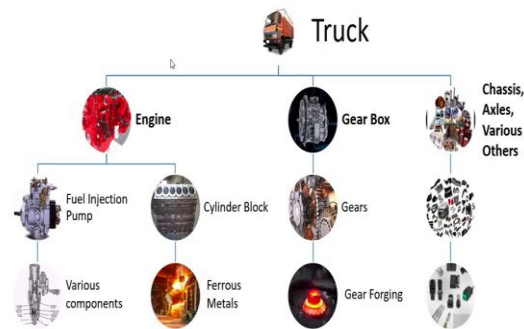 Truck
Engine
Gear Box
Chassis,
Axles,
Various
Others
Fuel Injection
Pump
Cylinder Block
Gears
Various
components
Ferrous
Metals
Gear Forging